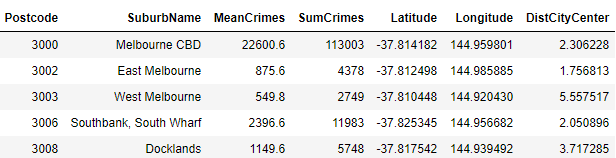 Postcode SuburbName MeanCrimes SumCrimes Latitude Longitude DistCityCenter
3000 Melbourne CBD 22600.6 113003 -37.814182 144.959801 2.306228
3002 East Melbourne 875.6 4378 -37.812498 144.985885 1.756813
3003 West Melbourne 549.8 2749 -37.810448 144.920430 5.557517
3006 Southbank, South Wharf 2396.6 11983 -37.825345 144.956682 2.050896
3008 Docklands 1149.6 5748 -37.817542 144.939492 3.717285